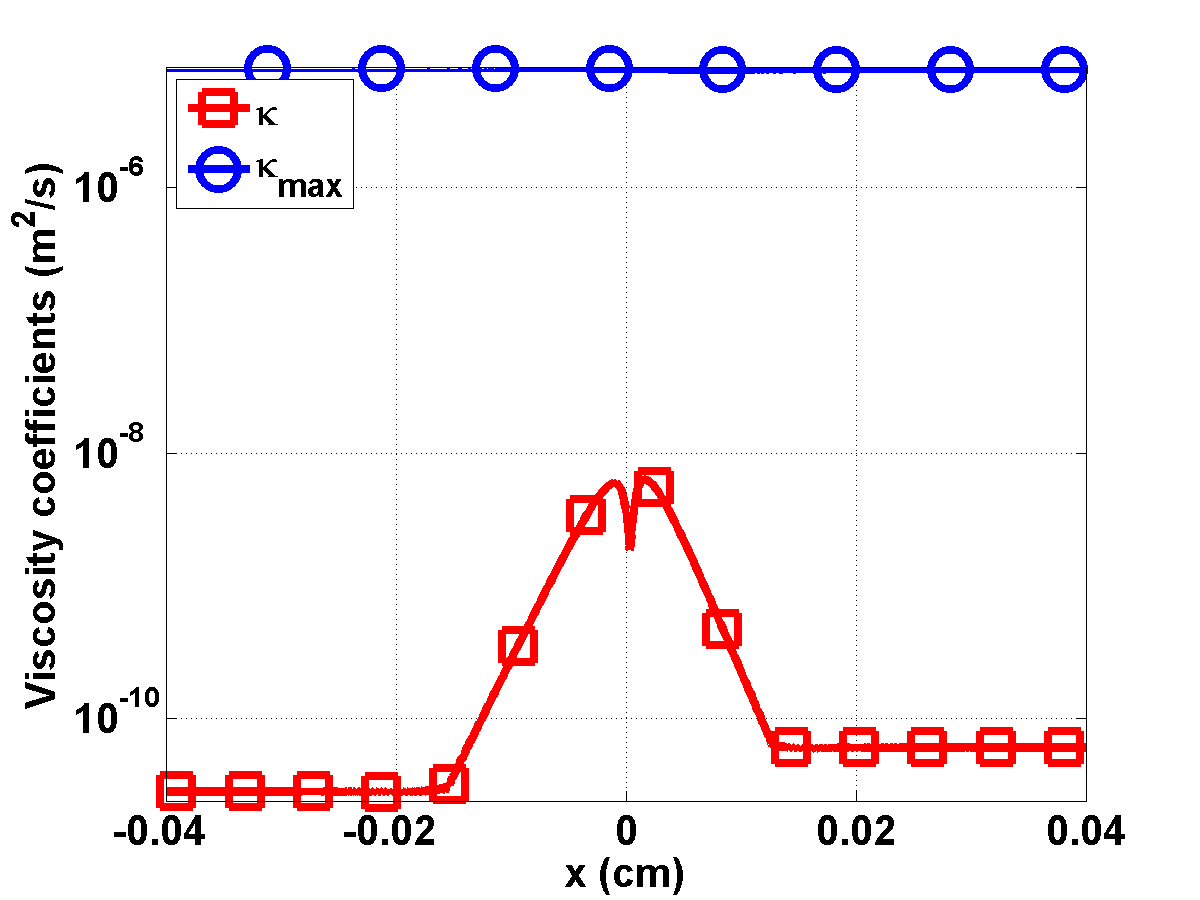 κ
κmax
10-6
10-8
10-10
Viscosity coefficients (m2/s)
-0.04 -0.02 0 0.02 0.04
x (cm)